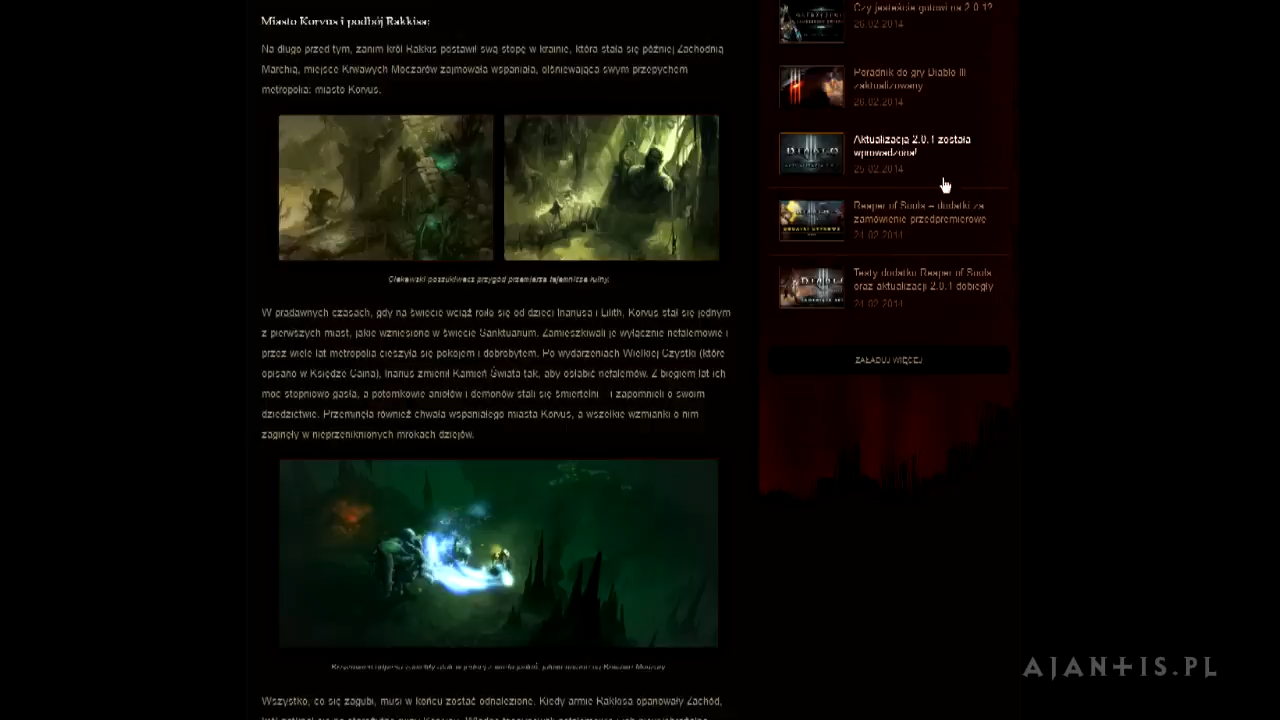 Miasto Korvus i podbój Rakkisa:
Na długo przed tym, zanim król Rakkis postawił swą stopę w krainie, która stała się później Zachodnią
Marchią, miejsce Krwawych Moczarów zajmowała wspaniała, olśniewająca swym przepychem
metropolia: miasto Korvus.
Ciekawski poszukiwacz przygód przemierza tajemnicze ruiny.
W pradawnych czasach, gdy na świecie wciąż roiło się od dzieci Inariusa i Lilith, Korvus stał się jednym
z pierwszych miast, jakie wzniesiono w świecie Sanktuarium. Zamieszkiwali je wyłącznie nefalemowie i
przez wiele lat metropolia cieszyła się pokojem i dobrobytem. Po wydarzeniach Wielkiej Czystki (które
opisano w Księdze Caina), Inarius zmienił Kamień Świata tak, aby osłabić nefalemów. Z biegiem lat ich
moc stopniowo gasła, a potomkowie aniołów i demonów stali się śmiertelni – i zapomnieli o swoim
dziedzictwie. Przeminęła również chwała wspaniałego miasta Korvus, a wszelkie wzmianki o nim
zaginęły w nieprzeniknionych mrokach dziejów.
Wszystko, co się zagubi, musi w końcu zostać odnalezione. Kiedy armie Rakkisa opanowały Zachód,
Czy jesteście gotowi na 2.0.1?
26.02.2014
Poradnik do gry Diablo III
zaktualizowany
26.02.2014
Aktualizacja 2.0.1 została
wprowadzona!
25.02.2014
Reaper of Souls – dodatki za
zamówienie przedpremierowe
24.02.2014
Testy dodatku Reaper of Souls
oraz aktualizacji 2.0.1 dobiegły
24.02.2014
ZAŁADUJ WIĘCEJ
AJANTIS.PL